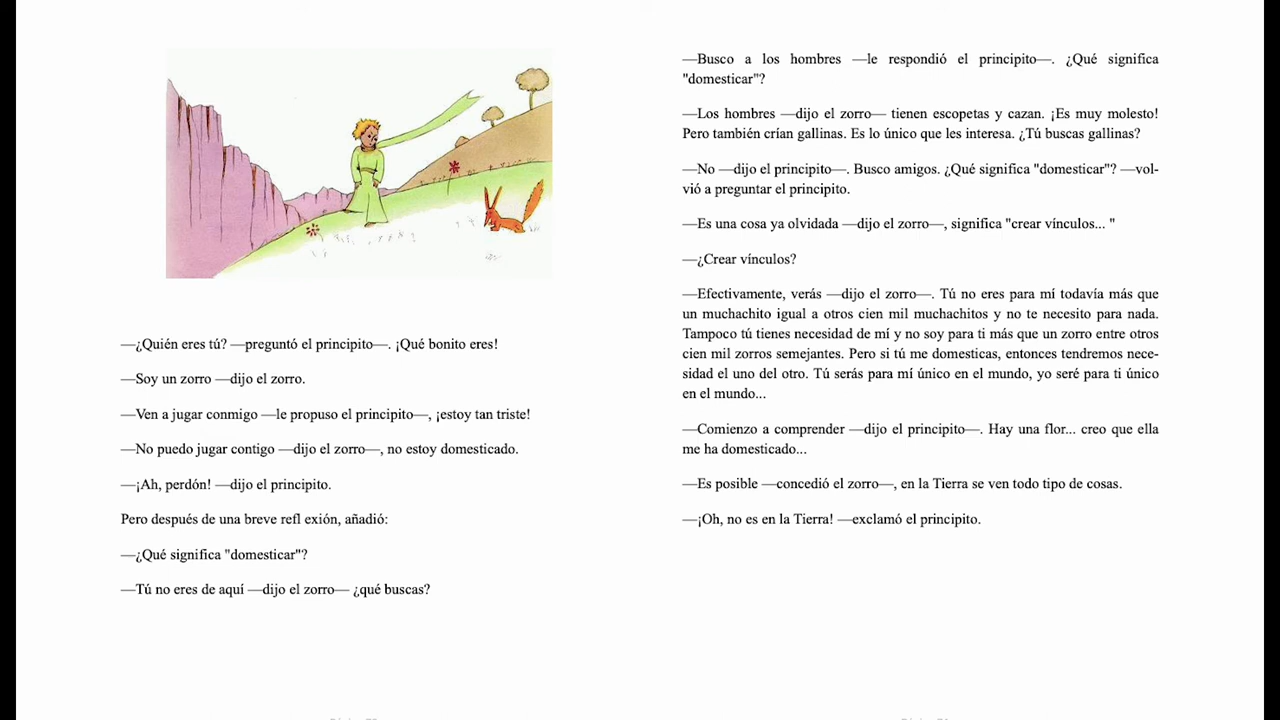 —¿Quién eres tú? —preguntó el principito—. ¡Qué bonito eres!
—Soy un zorro —dijo el zorro.
—Ven a jugar conmigo —le propuso el principito—, ¡estoy tan triste!
—No puedo jugar contigo —dijo el zorro—, no estoy domesticado.
—¡Ah, perdón! —dijo el principito.
Pero después de una breve refl exión, añadió:
—¿Qué significa "domesticar"?
—Tú no eres de aquí —dijo el zorro— ¿qué buscas?
—Busco a los hombres —le respondió el principito—. ¿Qué significa
"domesticar"?
—Los hombres —dijo el zorro— tienen escopetas y cazan. ¡Es muy molesto!
Pero también crían gallinas. Es lo único que les interesa. ¿Tú buscas gallinas?
—No —dijo el principito—. Busco amigos. ¿Qué significa "domesticar"? —vol-
vió a preguntar el principito.
—Es una cosa ya olvidada —dijo el zorro—, significa "crear vínculos... "
—¿Crear vínculos?
—Efectivamente, verás —dijo el zorro—. Tú no eres para mí todavía más que
un muchachito igual a otros cien mil muchachitos y no te necesito para nada.
Tampoco tú tienes necesidad de mí y no soy para ti más que un zorro entre otros
cien mil zorros semejantes. Pero si tú me domesticas, entonces tendremos nece-
sidad el uno del otro. Tú serás para mí único en el mundo, yo seré para ti único
en el mundo...
—Comienzo a comprender —dijo el principito—. Hay una flor... creo que ella
me ha domesticado...
—Es posible —concedió el zorro—, en la Tierra se ven todo tipo de cosas.
—¡Oh, no es en la Tierra! —exclamó el principito.